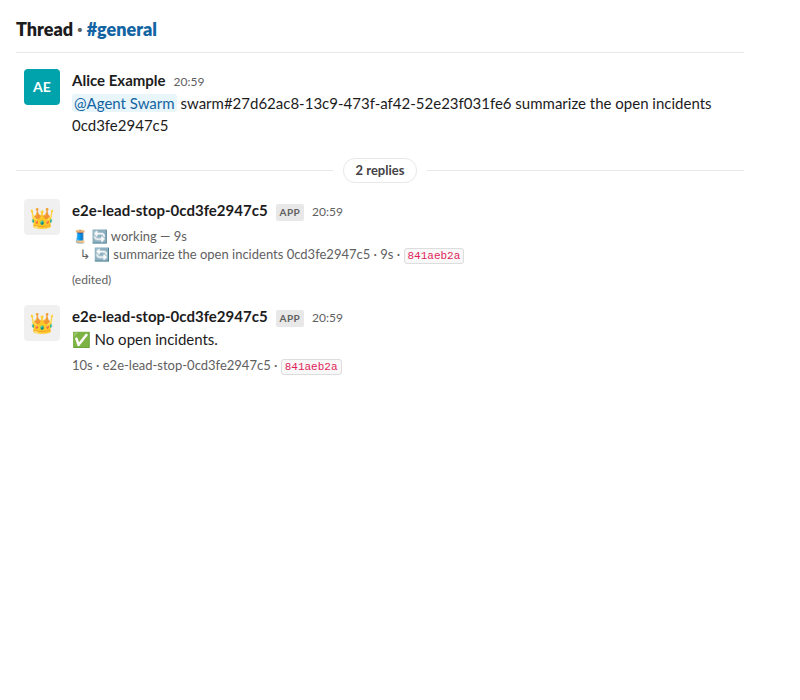 Thread • #general
AE
Alice Example 20:59
@Agent Swarm swarm#27d62ac8-13c9-473f-af42-52e23f031fe6 summarize the open incidents
0cd3fe2947c5
2 replies
e2e-lead-stop-0cd3fe2947c5 APP 20:59
🧵 🔄 working — 9s
↳ 🔄 summarize the open incidents 0cd3fe2947c5 · 9s · 841aeb2a
(edited)
e2e-lead-stop-0cd3fe2947c5 APP 20:59
✅ No open incidents.
10s · e2e-lead-stop-0cd3fe2947c5 · 841aeb2a